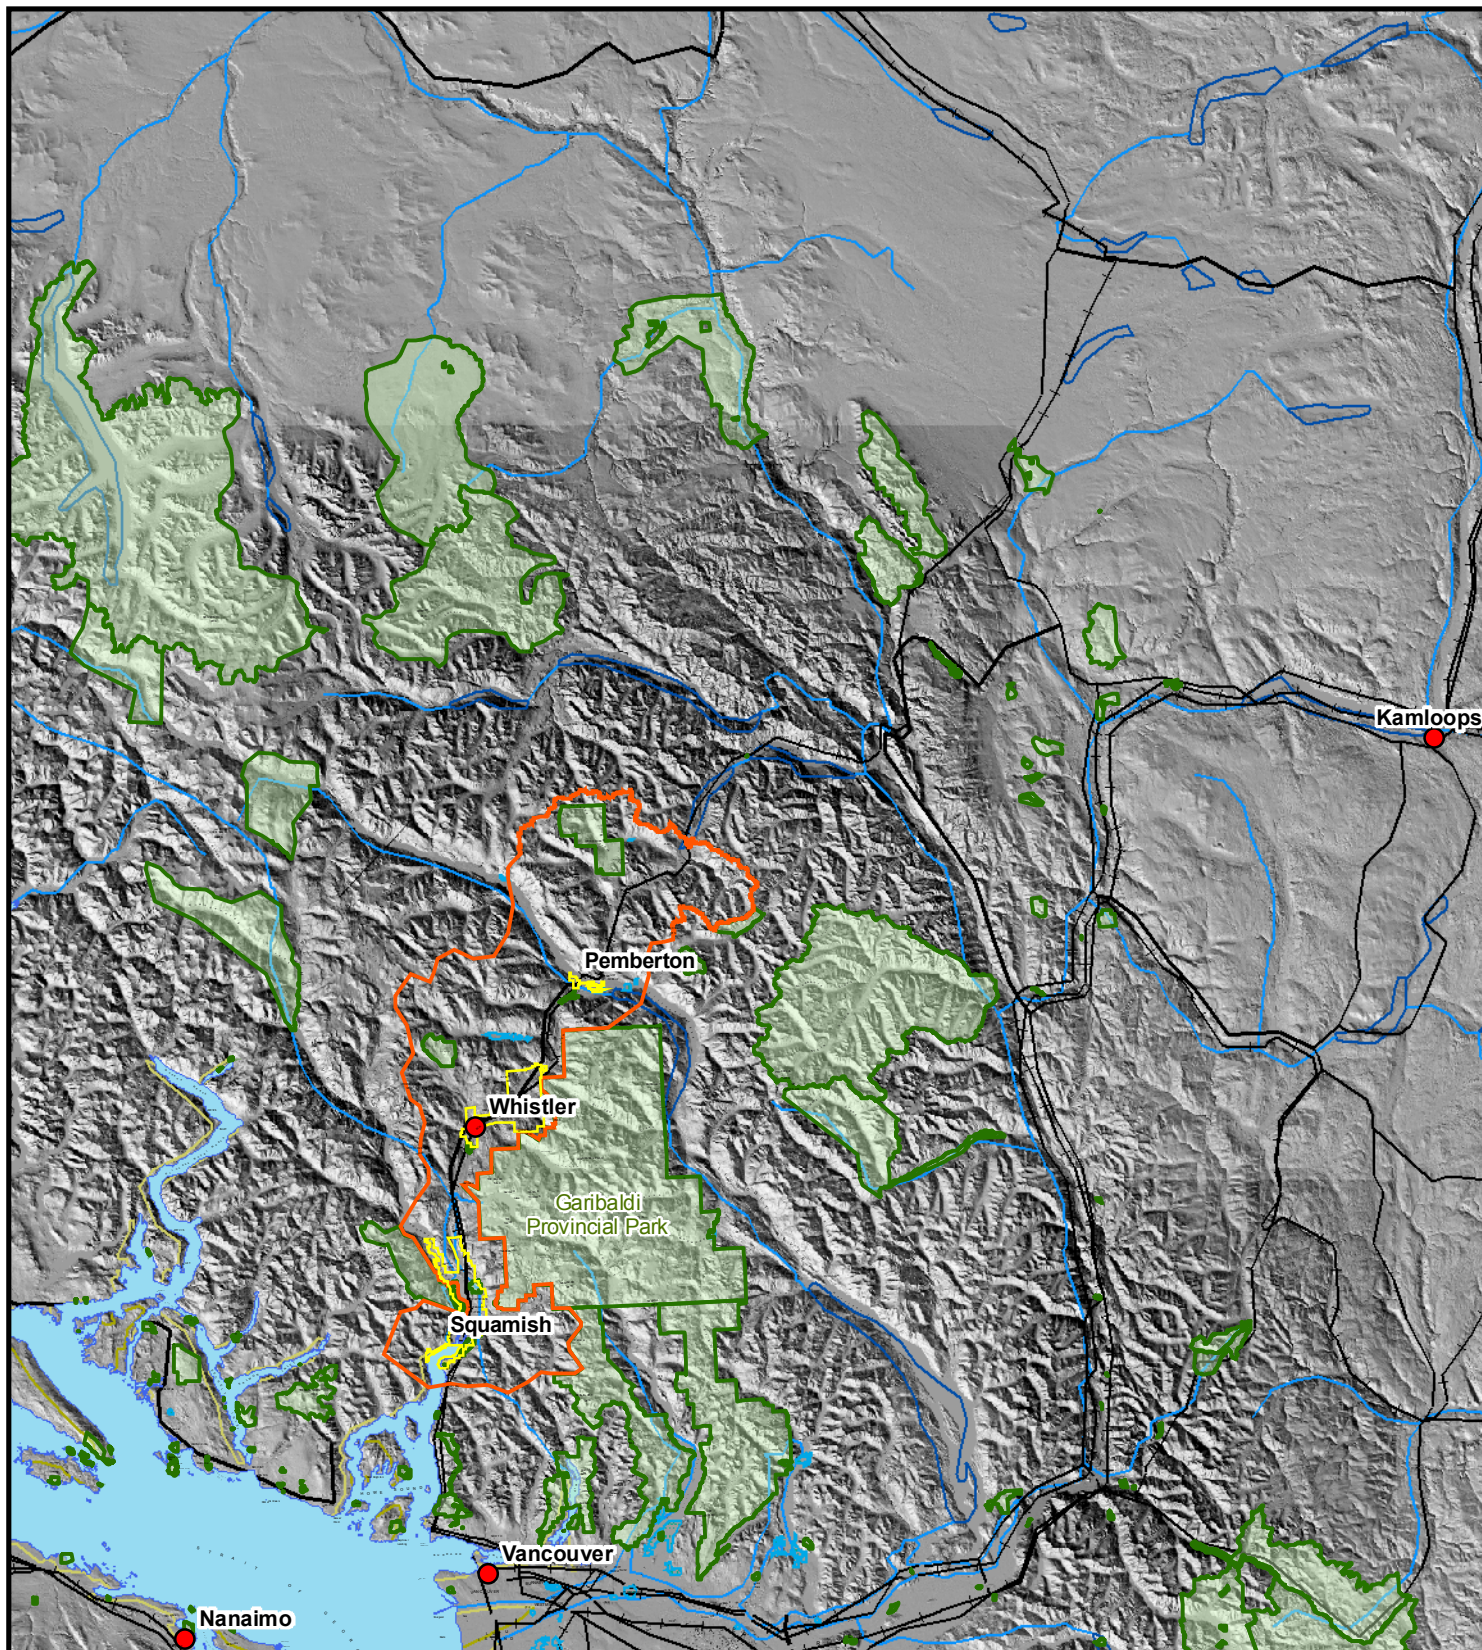 Kamloops
Pemberton
Whistler
Garibaldi
Provincial Park
Squamish
Vancouver
Nanaimo